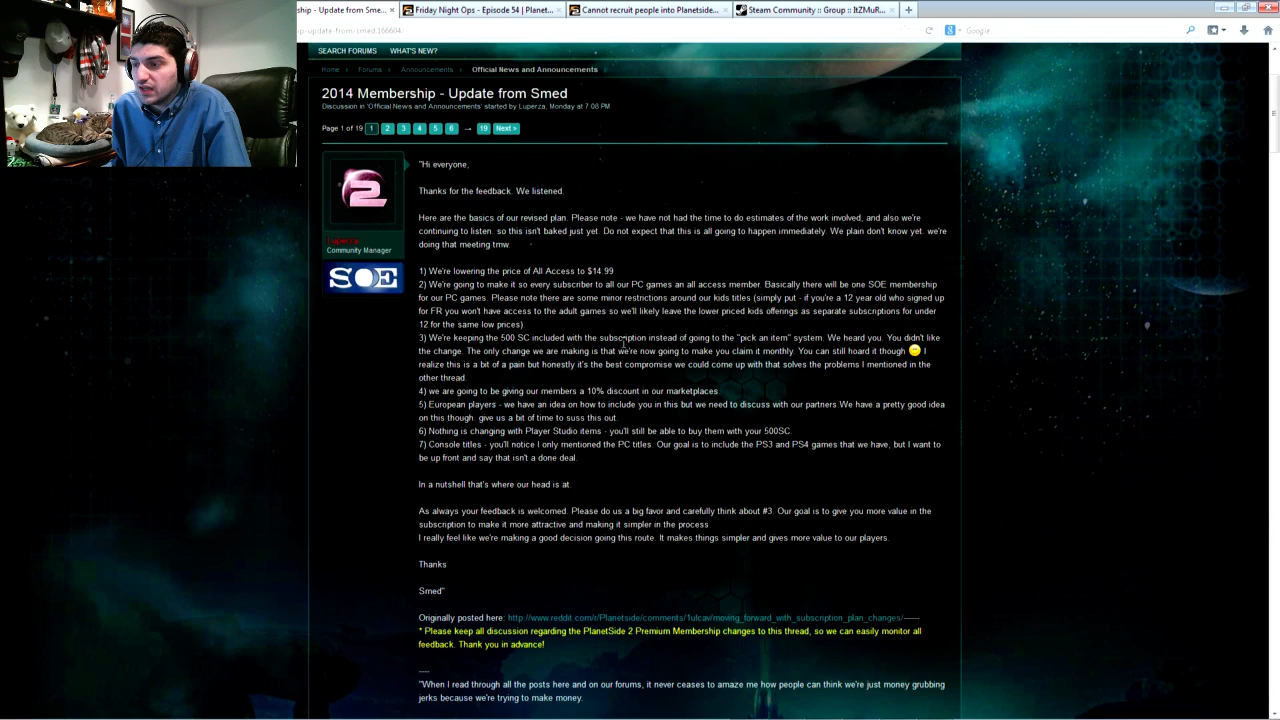 ship - Update from Sme... × Friday Night Ops - Episode 54 | Planet... × Cannot recruit people into Planetside... × Steam Community :: Group :: ItZMuR... × +
p-update-from-smed.166604/ Google
SEARCH FORUMS WHAT'S NEW?
Home Forums Announcements Official News and Announcements
2014 Membership - Update from Smed
Discussion in 'Official News and Announcements' started by Luperza, Monday at 7:08 PM
Page 1 of 19 1 2 3 4 5 6 → 19 Next >
"Hi everyone,
Thanks for the feedback. We listened.
Here are the basics of our revised plan. Please note - we have not had the time to do estimates of the work involved, and also we're
continuing to listen. so this isn't baked just yet. Do not expect that this is all going to happen immediately. We plain don't know yet. we're
doing that meeting tmw.
Luperza
Community Manager
SOE
1) We're lowering the price of All Access to $14.99
2) We're going to make it so every subscriber to all our PC games an all access member. Basically there will be one SOE membership
for our PC games. Please note there are some minor restrictions around our kids titles (simply put - if you're a 12 year old who signed up
for FR you won't have access to the adult games so we'll likely leave the lower priced kids offerings as separate subscriptions for under
12 for the same low prices).
3) We're keeping the 500 SC included with the subscription instead of going to the "pick an item" system. We heard you. You didn't like
the change. The only change we are making is that we're now going to make you claim it monthly. You can still hoard it though I
realize this is a bit of a pain but honestly it's the best compromise we could come up with that solves the problems I mentioned in the
other thread.
4) we are going to be giving our members a 10% discount in our marketplaces.
5) European players - we have an idea on how to include you in this but we need to discuss with our partners.We have a pretty good idea
on this though. give us a bit of time to suss this out.
6) Nothing is changing with Player Studio items - you'll still be able to buy them with your 500SC.
7) Console titles - you'll notice I only mentioned the PC titles. Our goal is to include the PS3 and PS4 games that we have, but I want to
be up front and say that isn't a done deal.
In a nutshell that's where our head is at.
As always your feedback is welcomed. Please do us a big favor and carefully think about #3. Our goal is to give you more value in the
subscription to make it more attractive and making it simpler in the process.
I really feel like we're making a good decision going this route. It makes things simpler and gives more value to our players.
Thanks
Smed"
Originally posted here: http://www.reddit.com/r/Planetside/comments/1ulcav/moving_forward_with_subscription_plan_changes/-----
* Please keep all discussion regarding the PlanetSide 2 Premium Membership changes to this thread, so we can easily monitor all
feedback. Thank you in advance!
----
"When I read through all the posts here and on our forums, it never ceases to amaze me how people can think we're just money grubbing
jerks because we're trying to make money.